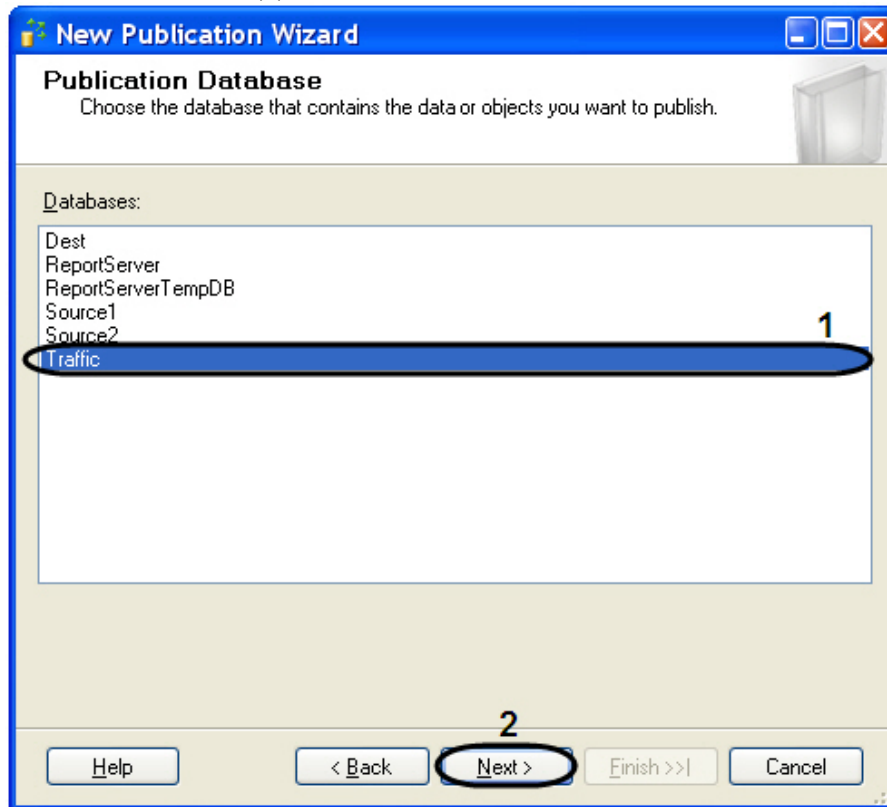 New Publication Wizard
Publication Database
Choose the database that contains the data or objects you want to publish.
Databases:
Dest
ReportServer
ReportServerTempDB
Source1
Source2
1
Traffic
2
Help
< Back
Next >
Finish >>|
Cancel